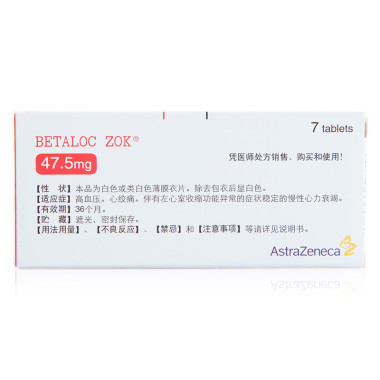 7 tablets
BETALOC ZOK®
47.5mg
凭医师处方销售、购买和使用!
【性 状】本品为白色或类白色薄膜衣片。除去包衣后显白色。
【适应症】高血压。心绞痛。伴有左心室收缩功能异常的症状稳定的慢性心力衰竭。
【有效期】36个月。
【贮 藏】遮光、密封保存。
【用法用量】、【不良反应】、【禁忌】和【注意事项】等请详见说明书。
AstraZeneca